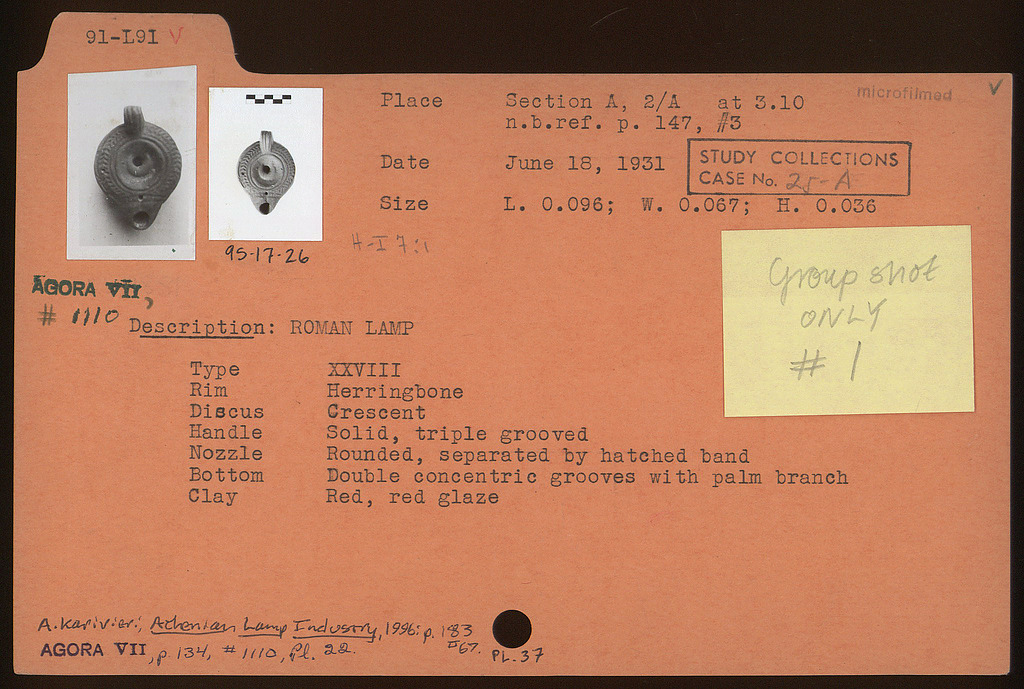 91-L91 V
microfilmed ✓
Place Section A, 2/A at 3.10
n.b.ref. p. 147, #3
Date June 18, 1931
STUDY COLLECTIONS
CASE No. 25-A
Size L. 0.096; W. 0.067; H. 0.036
95-17-26
H-I 7:1
Group shot
ONLY
# 1
AGORA VII,
# 1110
Description: ROMAN LAMP
Type XXVIII
Rim Herringbone
Discus Crescent
Handle Solid, triple grooved
Nozzle Rounded, separated by hatched band
Bottom Double concentric grooves with palm branch
Clay Red, red glaze
A. Karivieri, Athenian Lamp Industry, 1996: p. 183
#67.
AGORA VII, p. 134, # 1110, Pl. 22.
PL. 37